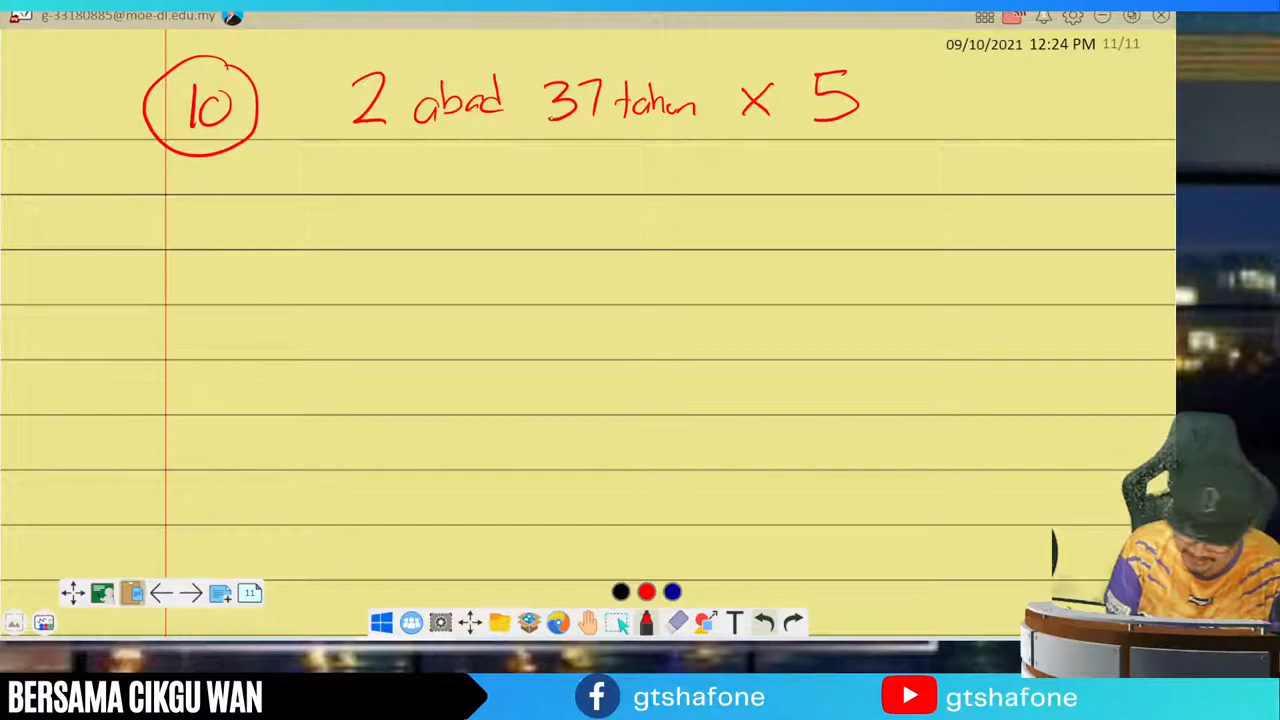 g-33180885@moe-dl.edu.my
09/10/2021 12:24 PM 11/11
10 2 abad 37 tahun x 5
11
T
BERSAMA CIKGU WAN gtshafone gtshafone